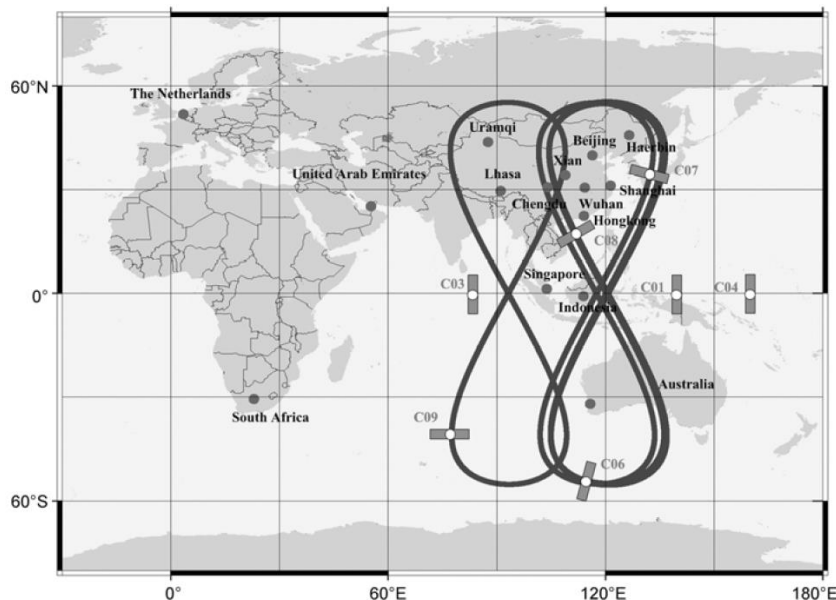 60°N
The Netherlands
Uramqi
Beijing
Haerbin
Xian
C07
United Arab Emirates
Lhasa
Shanghai
Chengdu
Wuhan
Hongkong
C08
Singapore
C03
C01
C04
0°
Indonesia
Australia
South Africa
C09
C06
60°S
0°
60°E
120°E
180°E